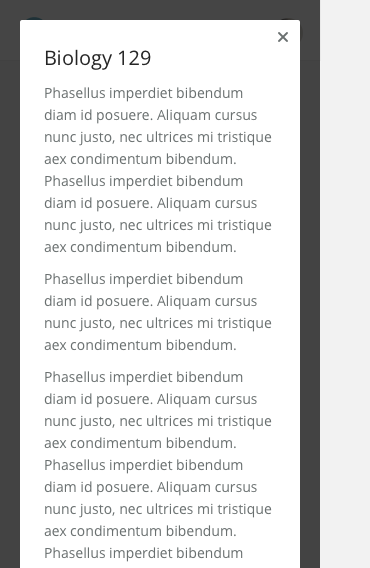 Biology 129
Phasellus imperdiet bibendum
diam id posuere. Aliquam cursus
nunc justo, nec ultrices mi tristique
aex condimentum bibendum.
Phasellus imperdiet bibendum
diam id posuere. Aliquam cursus
nunc justo, nec ultrices mi tristique
aex condimentum bibendum.
Phasellus imperdiet bibendum
diam id posuere. Aliquam cursus
nunc justo, nec ultrices mi tristique
aex condimentum bibendum.
Phasellus imperdiet bibendum
diam id posuere. Aliquam cursus
nunc justo, nec ultrices mi tristique
aex condimentum bibendum.
Phasellus imperdiet bibendum
diam id posuere. Aliquam cursus
nunc justo, nec ultrices mi tristique
aex condimentum bibendum.
Phasellus imperdiet bibendum